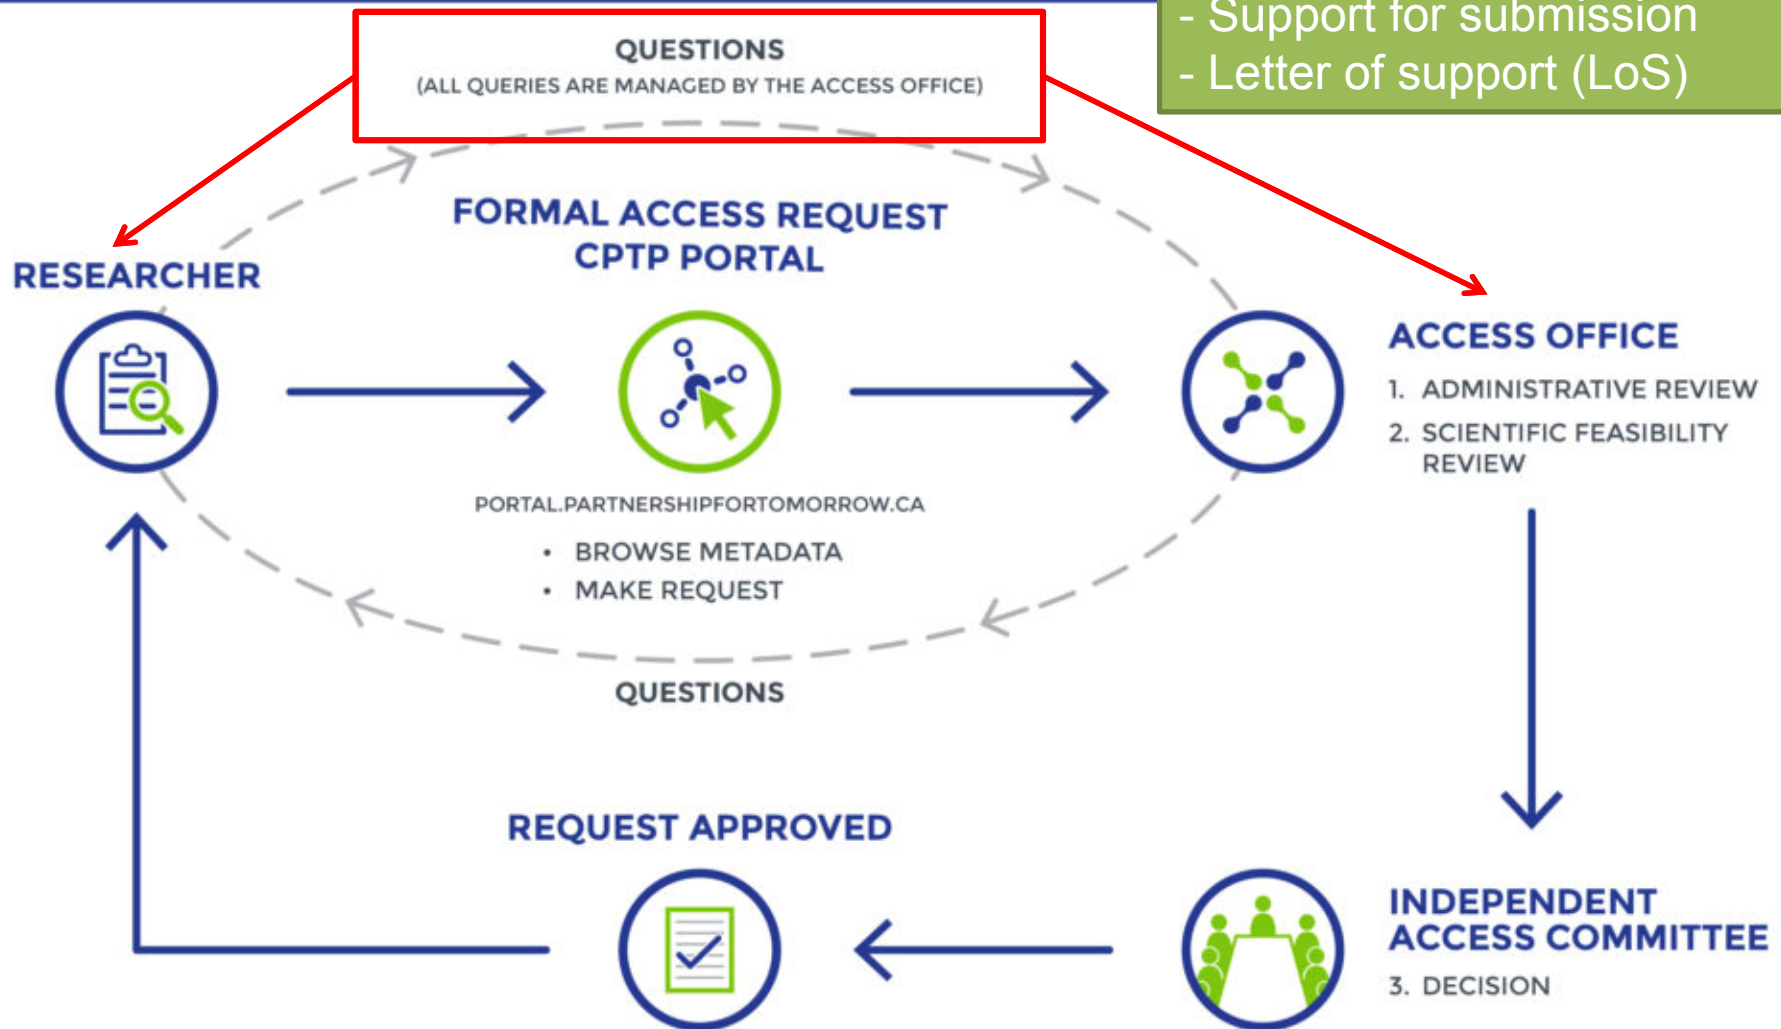 - Support for submission
- Letter of support (LoS)
QUESTIONS
(ALL QUERIES ARE MANAGED BY THE ACCESS OFFICE)
FORMAL ACCESS REQUEST
CPTP PORTAL
RESEARCHER
ACCESS OFFICE
1. ADMINISTRATIVE REVIEW
2. SCIENTIFIC FEASIBILITY
REVIEW
PORTAL.PARTNERSHIPFORTOMORROW.CA
• BROWSE METADATA
• MAKE REQUEST
QUESTIONS
REQUEST APPROVED
INDEPENDENT
ACCESS COMMITTEE
3. DECISION